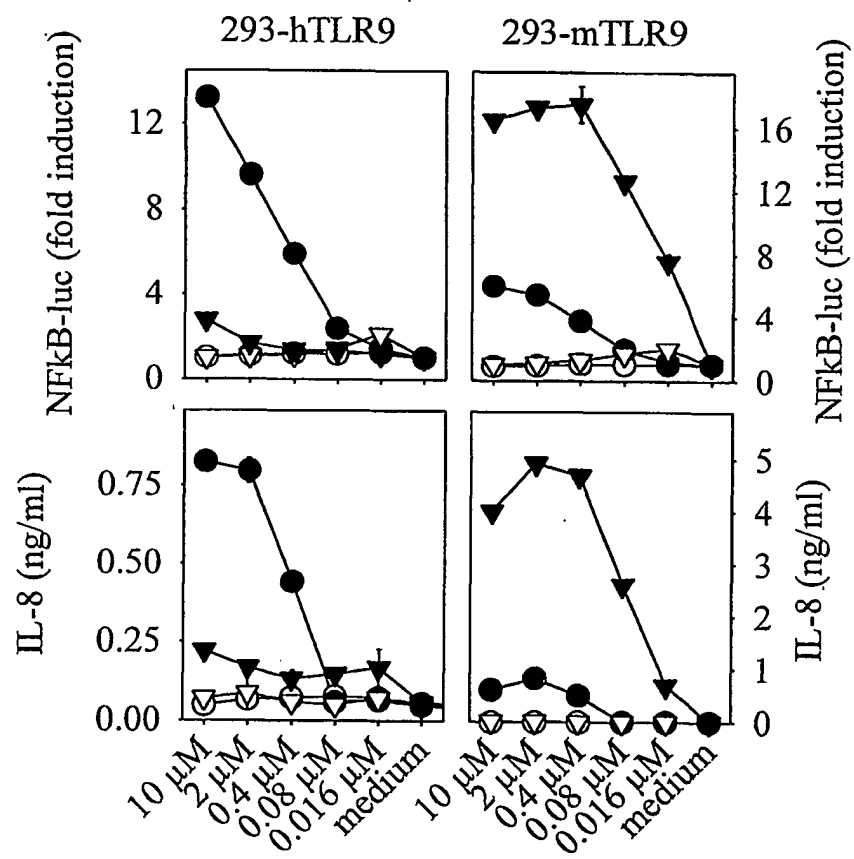 293-hTLR9
293-mTLR9
NFkB-luc (fold induction)
12
8
4
0
16
12
8
4
0
NFkB-luc (fold induction)
IL-8 (ng/ml)
0.75
0.50
0.25
0.00
5
4
3
2
1
0
IL-8 (ng/ml)
10 µM
2 µM
0.4 µM
0.08 µM
0.016 µM
medium
10 µM
2 µM
0.4 µM
0.08 µM
0.016 µM
medium